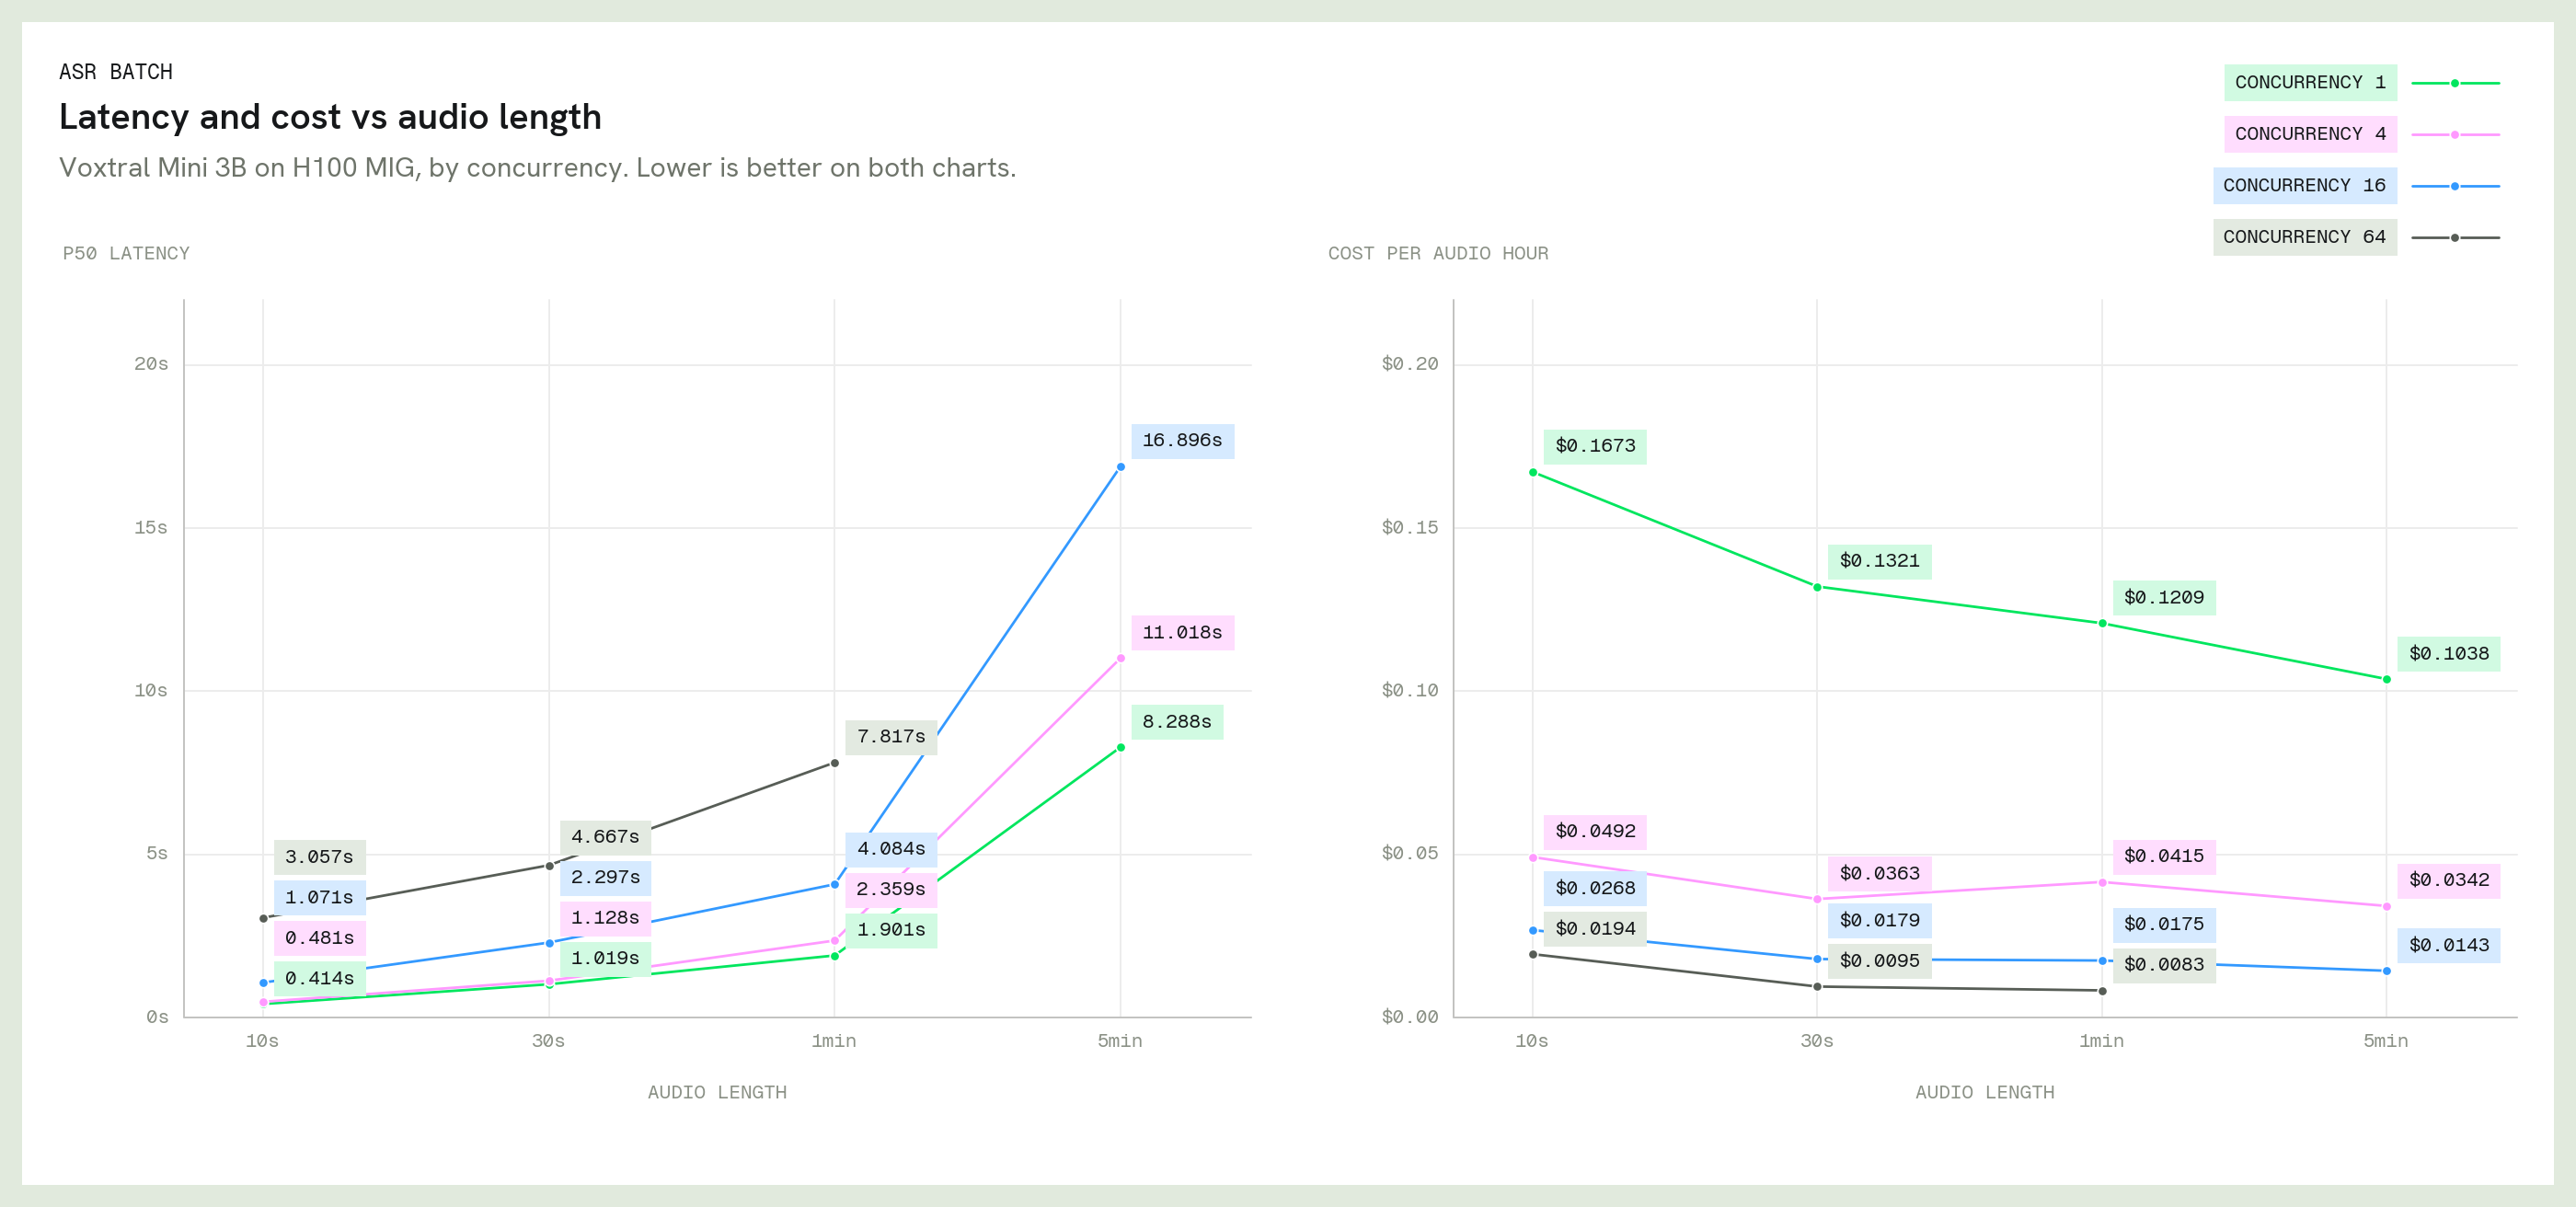 ASR BATCH
Latency and cost vs audio length
Voxtral Mini 3B on H100 MIG, by concurrency. Lower is better on both charts.
CONCURRENCY 1
CONCURRENCY 4
CONCURRENCY 16
CONCURRENCY 64
P50 LATENCY
20s
15s
10s
5s
0s
16.896s
11.018s
8.288s
7.817s
4.084s
2.359s
1.901s
4.667s
2.297s
1.128s
1.019s
3.057s
1.071s
0.481s
0.414s
10s
30s
1min
5min
AUDIO LENGTH
COST PER AUDIO HOUR
$0.20
$0.15
$0.10
$0.05
$0.00
$0.1673
$0.1321
$0.1209
$0.1038
$0.0492
$0.0363
$0.0415
$0.0342
$0.0268
$0.0179
$0.0175
$0.0143
$0.0194
$0.0095
$0.0083
10s
30s
1min
5min
AUDIO LENGTH